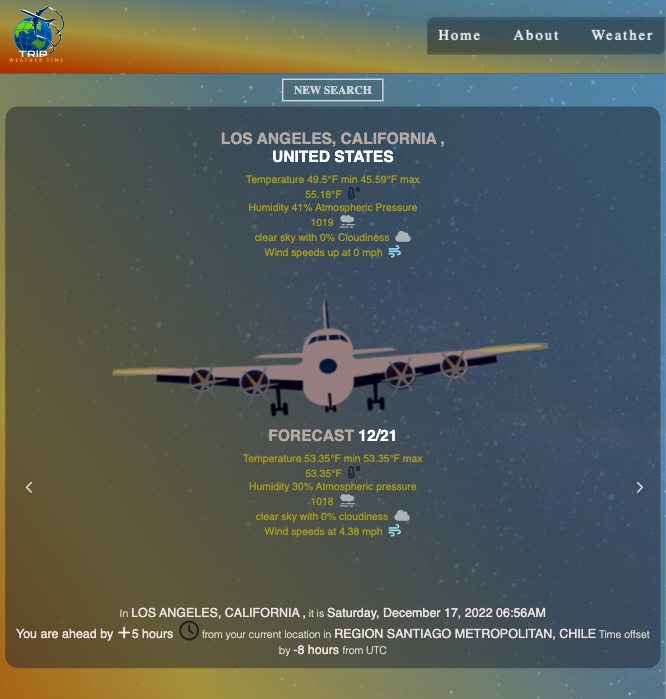 TRIP
WEATHER TIME
Home About Weather
NEW SEARCH
LOS ANGELES, CALIFORNIA ,
UNITED STATES
Temperature 49.5°F min 45.59°F max
55.18°F
Humidity 41% Atmospheric Pressure
1019
clear sky with 0% Cloudiness
Wind speeds up at 0 mph
FORECAST 12/21
Temperature 53.35°F min 53.35°F max
53.35°F
Humidity 30% Atmospheric pressure
1018
clear sky with 0% cloudiness
Wind speeds at 4.38 mph
In LOS ANGELES, CALIFORNIA , it is Saturday, December 17, 2022 06:56AM
You are ahead by +5 hours from your current location in REGION SANTIAGO METROPOLITAN, CHILE Time offset
by -8 hours from UTC